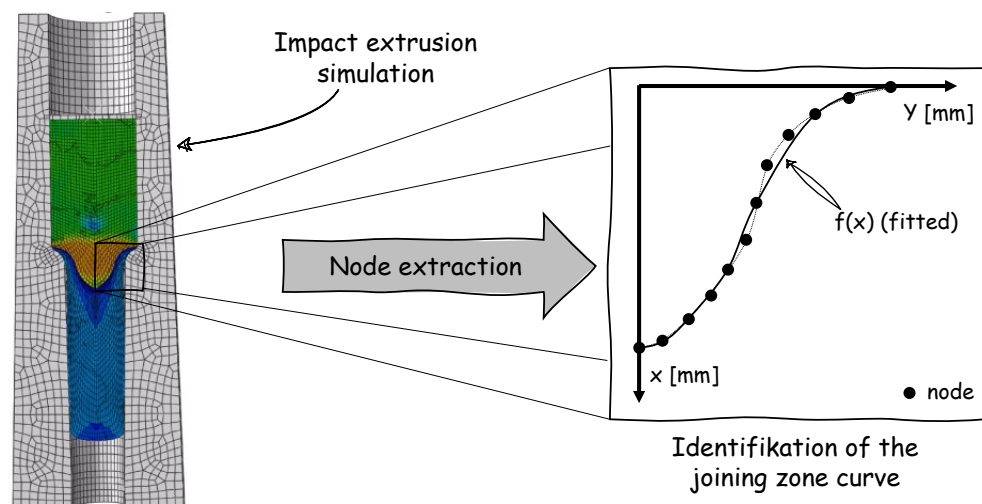 Impact extrusion
simulation
Node extraction
Y [mm]
f(x) (fitted)
x [mm]
node
Identifikation of the
joining zone curve